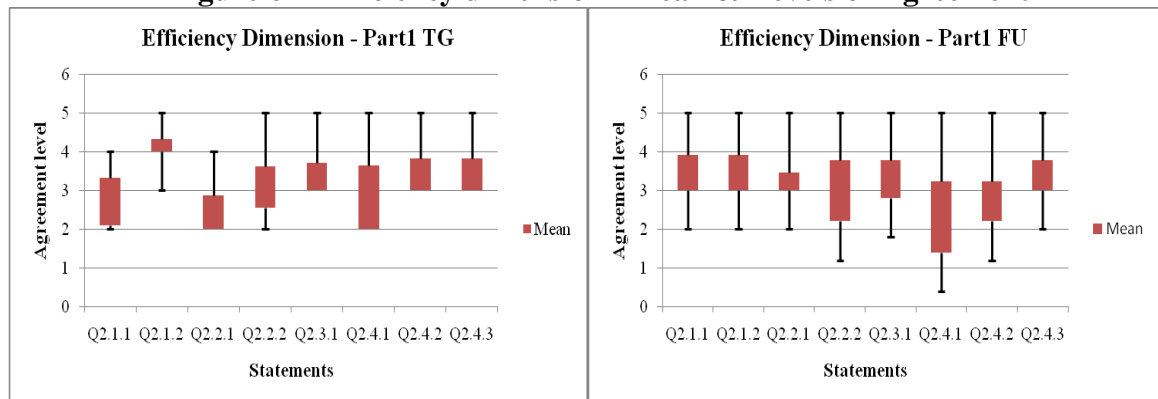 Efficiency Dimension - Part1 TG
6
5
4
3
2
1
0
Agreement level
Q2.1.1 Q2.1.2 Q2.2.1 Q2.2.2 Q2.3.1 Q2.4.1 Q2.4.2 Q2.4.3
Statements
Mean
Efficiency Dimension - Part1 FU
6
5
4
3
2
1
0
Agreement level
Q2.1.1 Q2.1.2 Q2.2.1 Q2.2.2 Q2.3.1 Q2.4.1 Q2.4.2 Q2.4.3
Statements
Mean